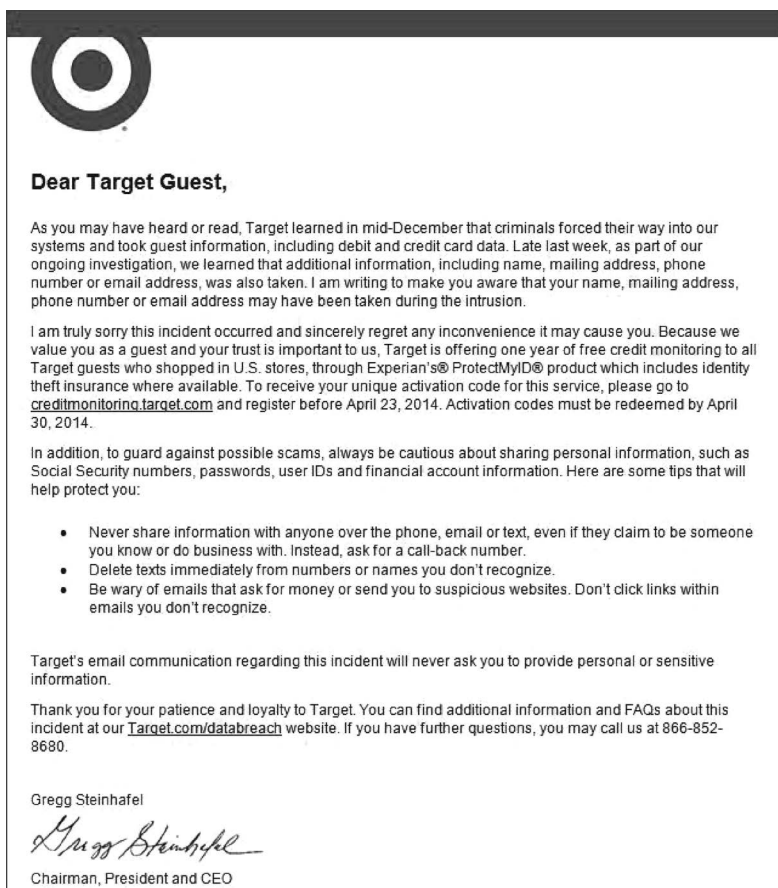 Dear Target Guest,
As you may have heard or read, Target learned in mid-December that criminals forced their way into our
systems and took guest information, including debit and credit card data. Late last week, as part of our
ongoing investigation, we learned that additional information, including name, mailing address, phone
number or email address, was also taken. I am writing to make you aware that your name, mailing address,
phone number or email address may have been taken during the intrusion.
I am truly sorry this incident occurred and sincerely regret any inconvenience it may cause you. Because we
value you as a guest and your trust is important to us, Target is offering one year of free credit monitoring to all
Target guests who shopped in U.S. stores, through Experian's® ProtectMyID® product which includes identity
theft insurance where available. To receive your unique activation code for this service, please go to
creditmonitoring.target.com and register before April 23, 2014. Activation codes must be redeemed by April
30, 2014.
In addition, to guard against possible scams, always be cautious about sharing personal information, such as
Social Security numbers, passwords, user IDs and financial account information. Here are some tips that will
help protect you:
• Never share information with anyone over the phone, email or text, even if they claim to be someone
you know or do business with. Instead, ask for a call-back number.
• Delete texts immediately from numbers or names you don't recognize.
• Be wary of emails that ask for money or send you to suspicious websites. Don't click links within
emails you don't recognize.
Target's email communication regarding this incident will never ask you to provide personal or sensitive
information.
Thank you for your patience and loyalty to Target. You can find additional information and FAQs about this
incident at our Target.com/databreach website. If you have further questions, you may call us at 866-852-
8680.
Gregg Steinhafel
Gregg Steinhafel
Chairman, President and CEO